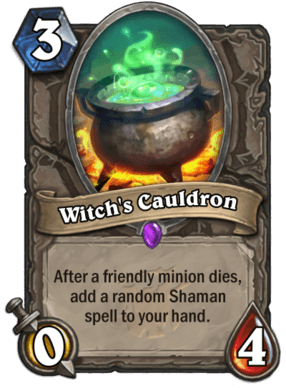 3
Witch's Cauldron
After a friendly minion dies,
add a random Shaman
spell to your hand.
0
4